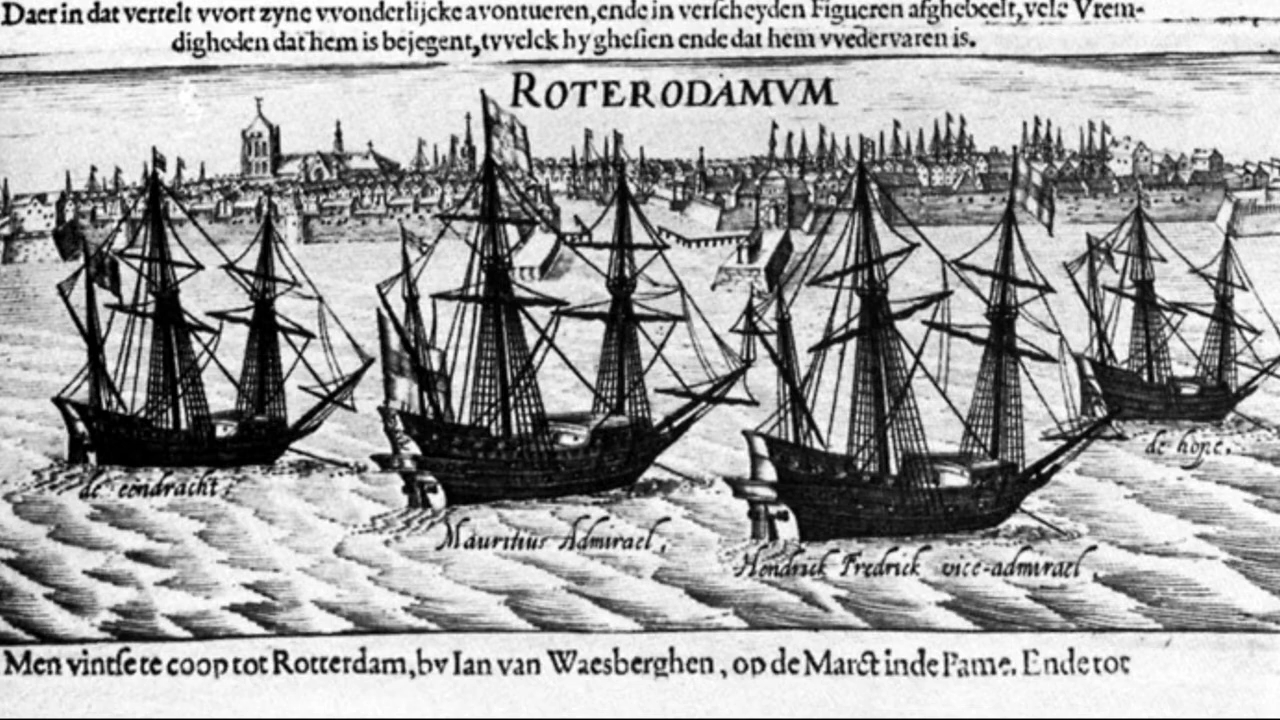 Daer in dat vertelt vvort zyne vvonderlijcke avontueren, ende in verscheyden Figueren afghebeelt, vele Vrem-
digheden dat hem is bejegent, tvvelck hy ghesien ende dat hem vvedervaren is.
ROTERODAMVM
de hope.
de eendracht.
Mauritius Admirael,
Hendrick Fredrick vice-admirael
Men vintse te coop tot Rotterdam, by Ian van Waesberghen, op de Marct inde Fame. Ende tot